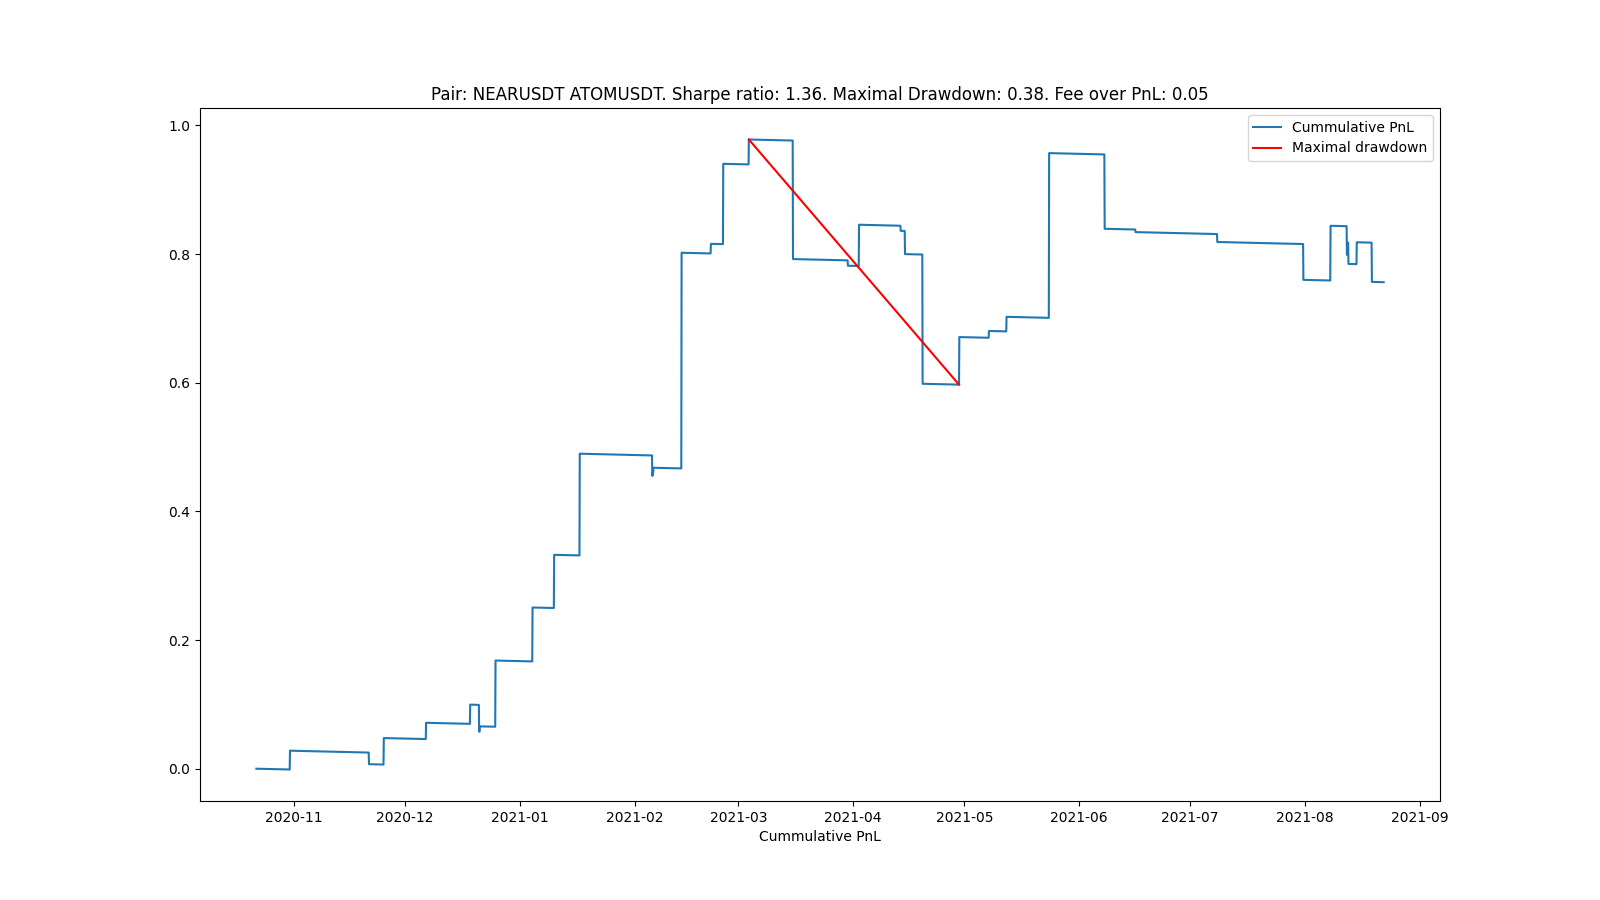 Pair: NEARUSDT ATOMUSDT. Sharpe ratio: 1.36. Maximal Drawdown: 0.38. Fee over PnL: 0.05
Cummulative PnL
Maximal drawdown
1.0
0.8
0.6
0.4
0.2
0.0
2020-11 2020-12 2021-01 2021-02 2021-03 2021-04 2021-05 2021-06 2021-07 2021-08 2021-09
Cummulative PnL